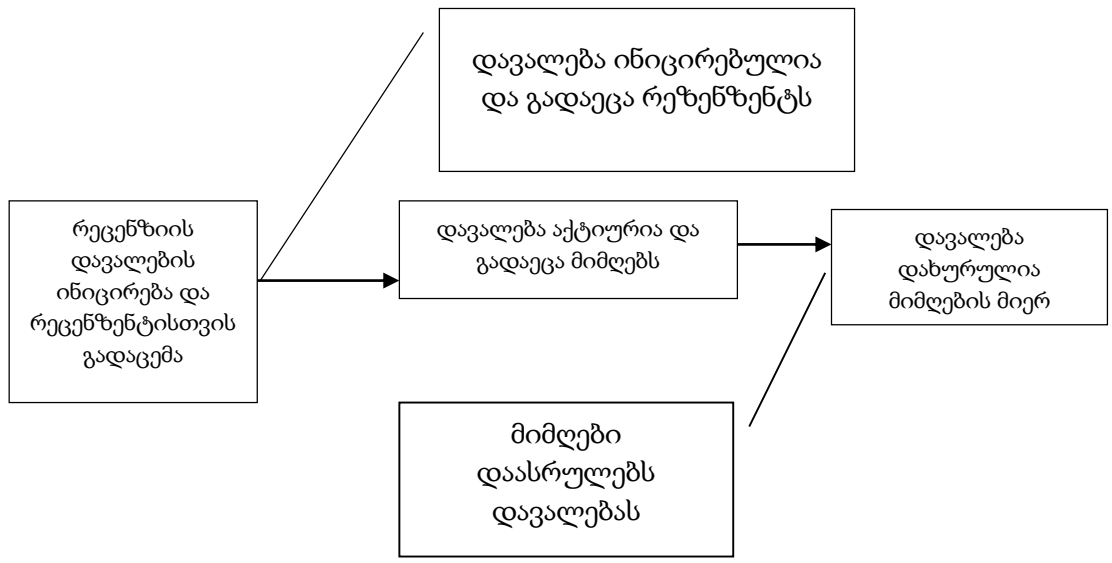 დავალება ინიცირებულია
და გადაეცა რეზენზენტს
რეცენზიის
დავალების
ინიცირება და
რეცენზენტისთვის
გადაცემა
დავალება აქტიურია და
გადაეცა მიმღებს
დავალება
დახურულია
მიმღების მიერ
მიმღები
დაასრულებს
დავალებას